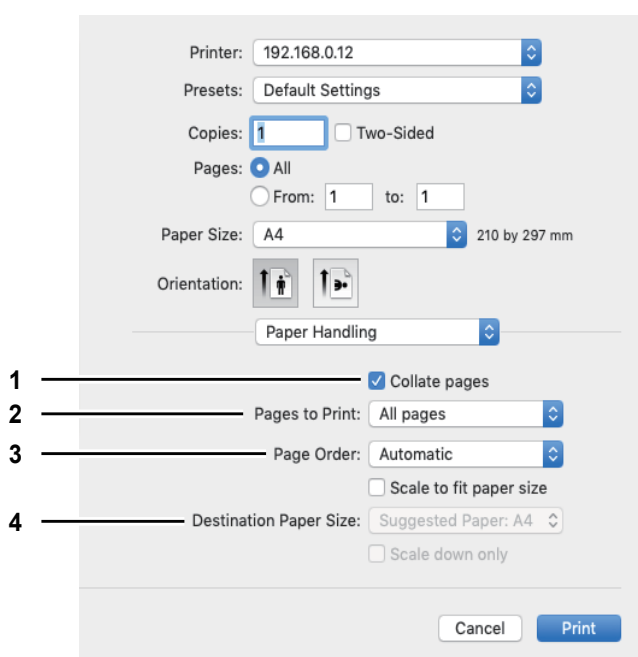 Printer: 192.168.0.12
Presets: Default Settings
Copies: 1 Two-Sided
Pages: All
From: 1 to: 1
Paper Size: A4 210 by 297 mm
Orientation:
Paper Handling
1 Collate pages
2 Pages to Print: All pages
3 Page Order: Automatic
Scale to fit paper size
4 Destination Paper Size: Suggested Paper: A4
Scale down only
Cancel Print